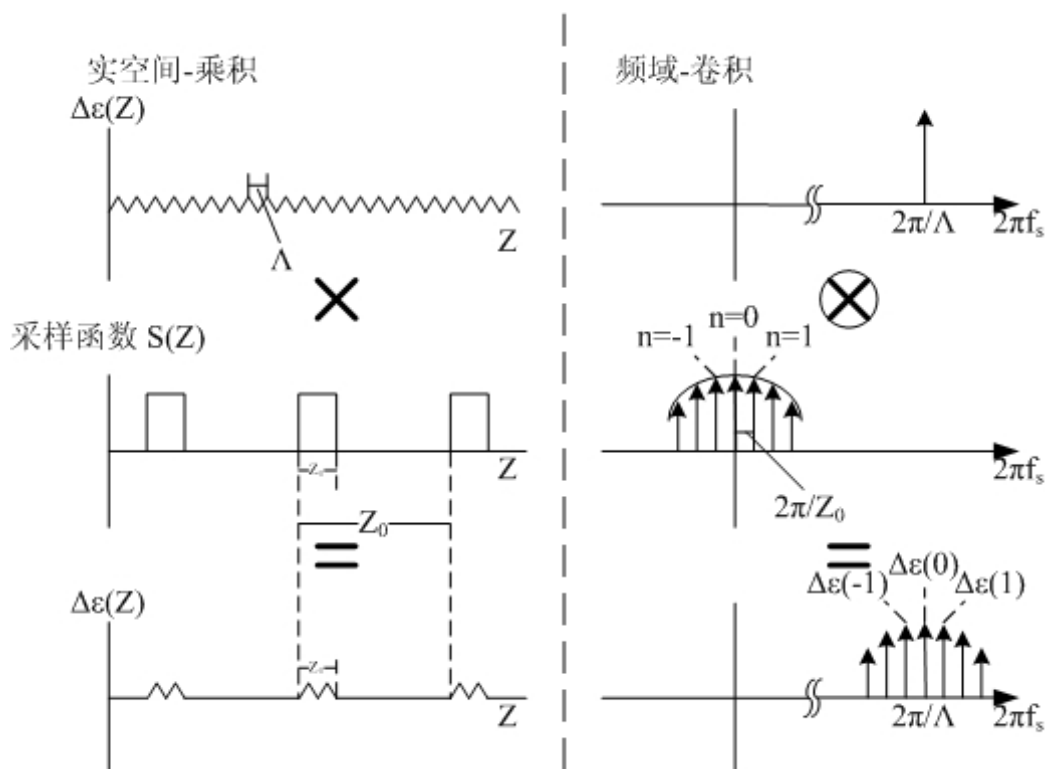 实空间-乘积
Δε(Z)
Λ
Z
采样函数 S(Z)
Z
Z₀
Δε(Z)
Z
频域-卷积
2π/Λ
2πfₛ
n=-1
n=0
n=1
2πfₛ
2π/Z₀
Δε(-1)
Δε(0)
Δε(1)
2π/Λ
2πfₛ